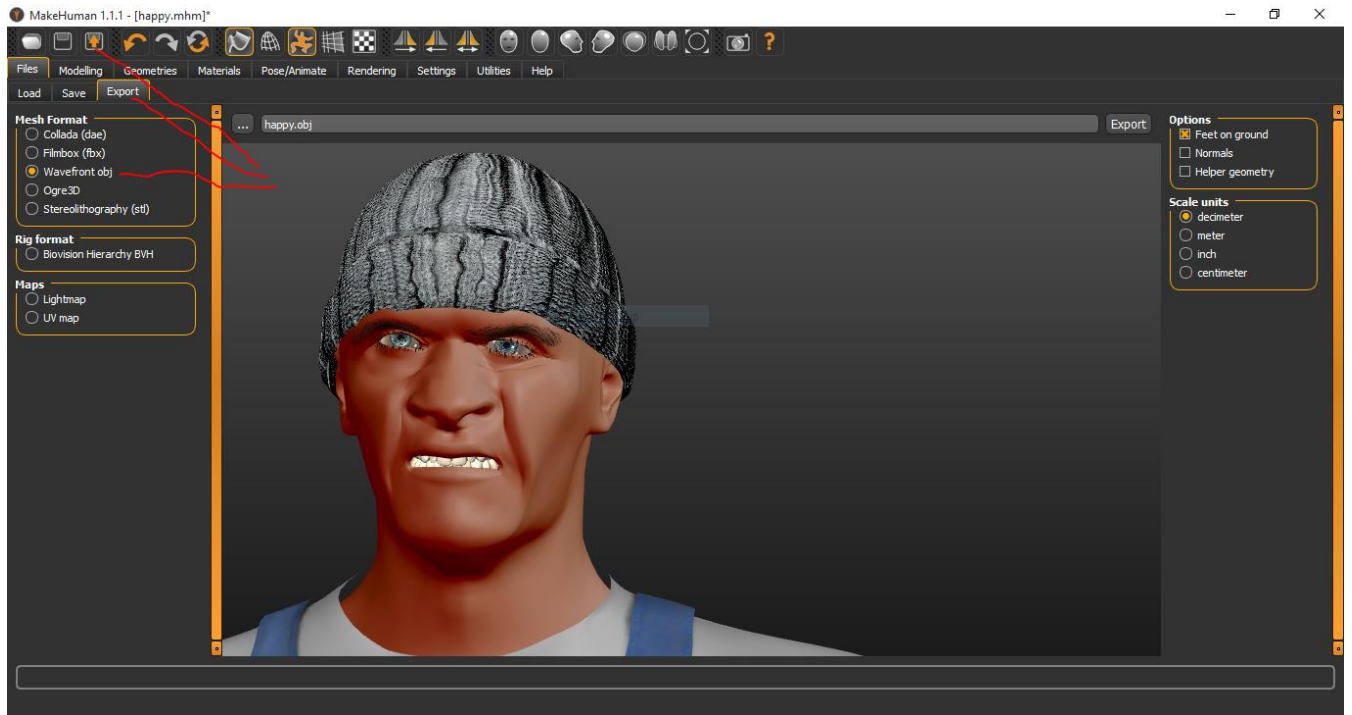 MakeHuman 1.1.1 - [happy.mhm]*
Files Modelling Geometries Materials Pose/Animate Rendering Settings Utilities Help
Load Save Export
Mesh Format
Collada (dae)
Filmbox (fbx)
Wavefront obj
Ogre3D
Stereolithography (stl)
Rig format
Biovision Hierarchy BVH
Maps
Lightmap
UV map
... happy.obj Export
Options
Feet on ground
Normals
Helper geometry
Scale units
decimeter
meter
inch
centimeter